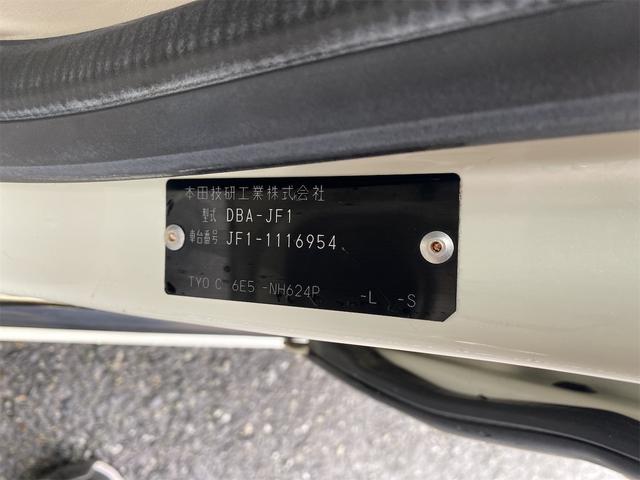 本田技研工業株式会社
型式 DBA-JF1
車台番号 JF1-1116954
TYO C 6E5 -NH624P -L -S